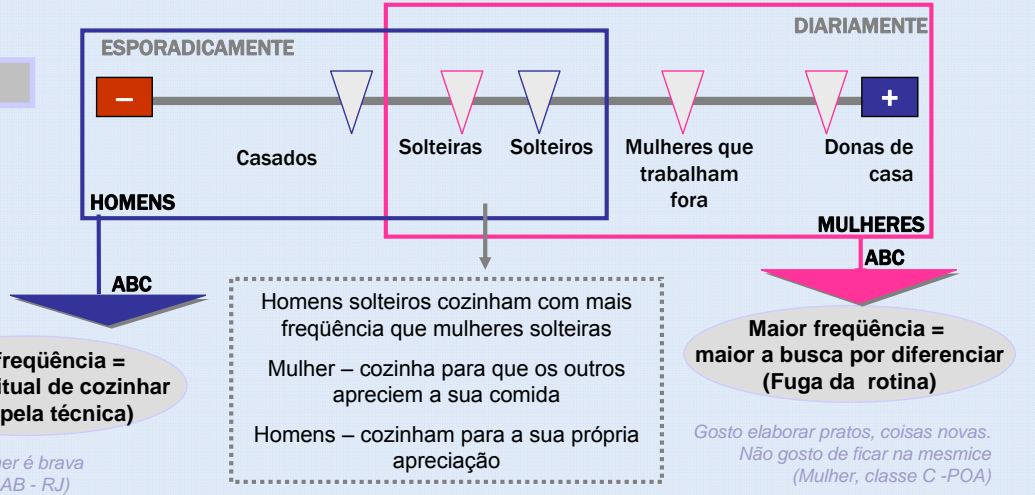 ESPORADICAMENTE
DIARIAMENTE
–
+
Casados
Solteiras
Solteiros
Mulheres que
trabalham
fora
Donas de
casa
HOMENS
MULHERES
ABC
ABC
Homens solteiros cozinham com mais
freqüência que mulheres solteiras
Mulher – cozinha para que os outros
apreciem a sua comida
Homens – cozinham para a sua própria
apreciação
freqüência =
itual de cozinhar
pela técnica)
Maior freqüência =
maior a busca por diferenciar
(Fuga da rotina)
er é brava
AB - RJ)
Gosto elaborar pratos, coisas novas.
Não gosto de ficar na mesmice
(Mulher, classe C -POA)